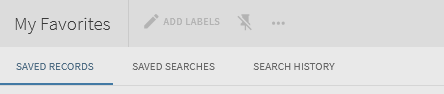 My Favorites
ADD LABELS
SAVED RECORDS
SAVED SEARCHES
SEARCH HISTORY